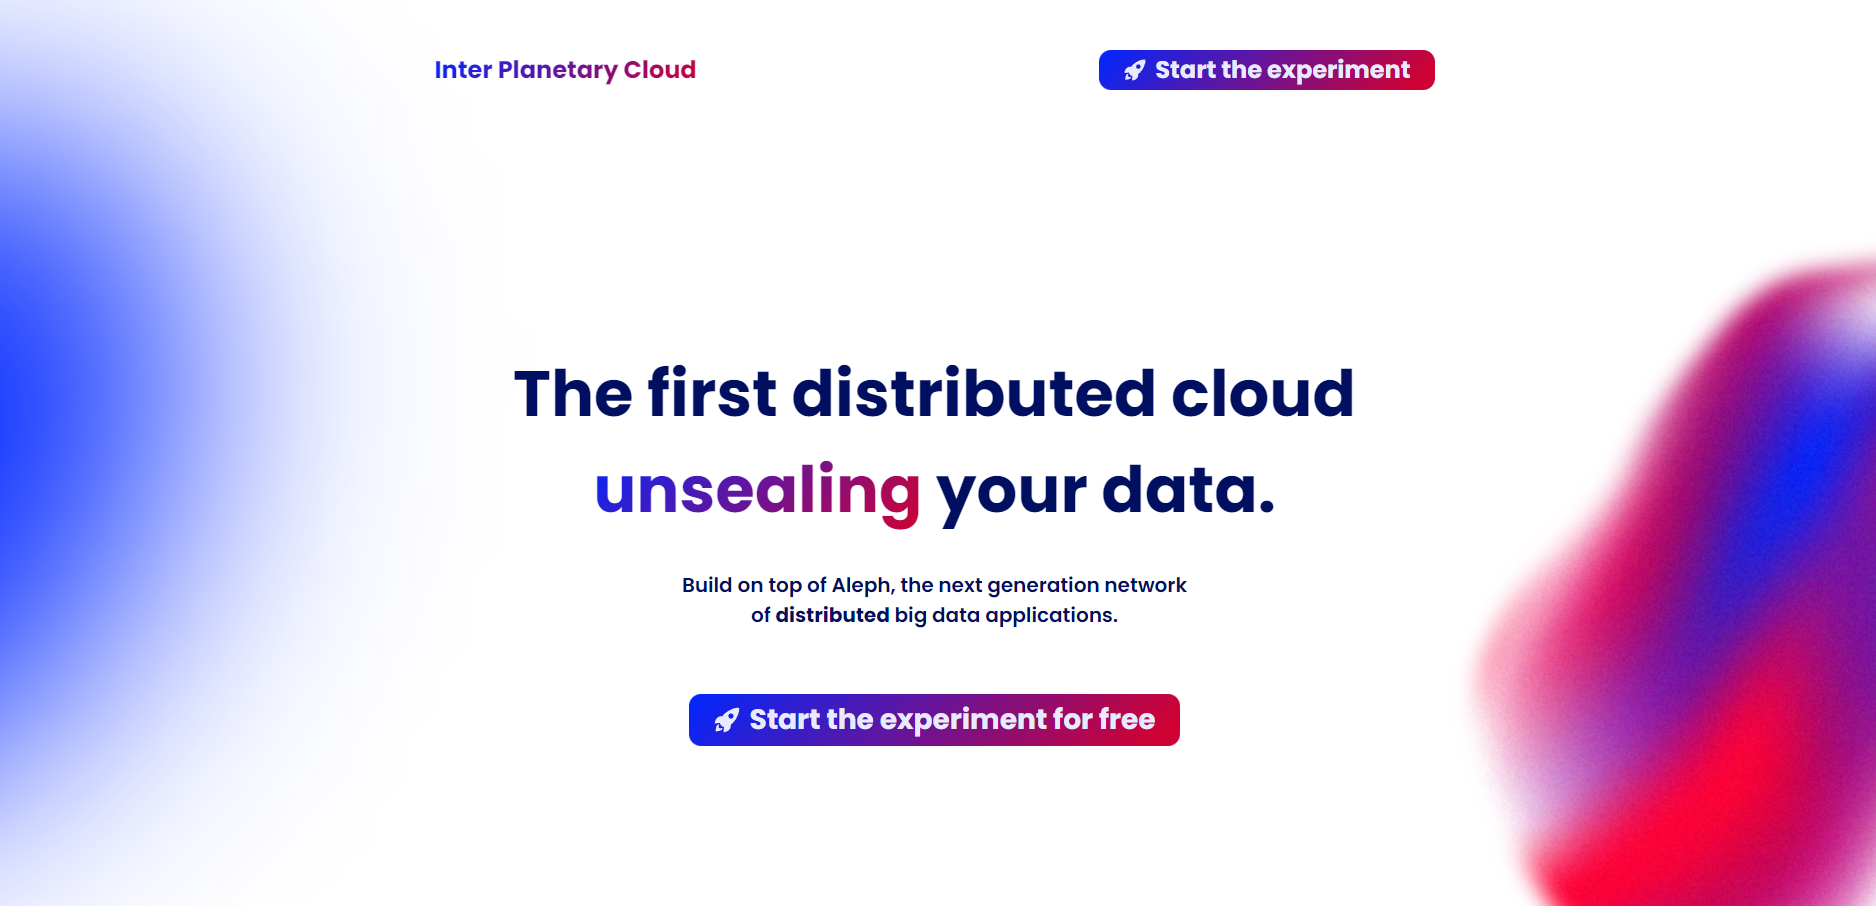 Inter Planetary Cloud
Start the experiment
The first distributed cloud
unsealing your data.
Build on top of Aleph, the next generation network
of distributed big data applications.
Start the experiment for free